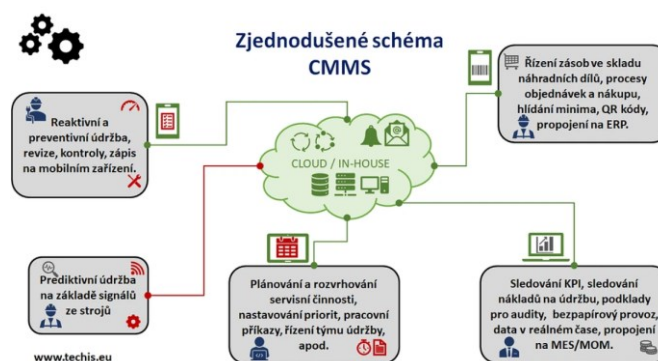 Zjednodušené schéma
CMMS
Reaktivní a
preventivní údržba,
revize, kontroly, zápis
na mobilním zařízení.
Řízení zásob ve skladu
náhradních dílů, procesy
objednávek a nákupu,
hlídání minima, QR kódy,
propojení na ERP.
CLOUD / IN-HOUSE
Prediktivní údržba
na základě signálů
ze strojů
Plánování a rozvrhování
servisní činnosti,
nastavování priorit, pracovní
příkazy, řízení týmu údržby,
apod.
Sledování KPI, sledování
nákladů na údržbu, podklady
pro audity, bezpapírový provoz,
data v reálném čase, propojení
na MES/MOM.
www.techis.eu